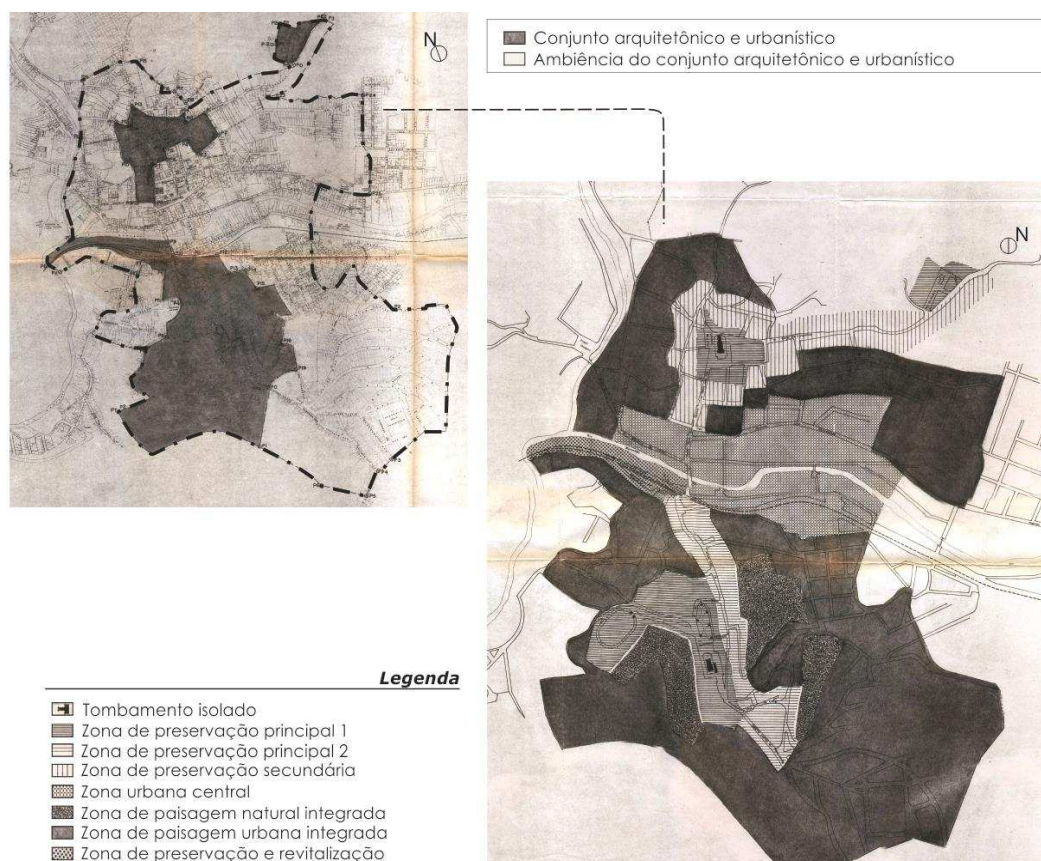 N
Conjunto arquitetônico e urbanístico
Ambiência do conjunto arquitetônico e urbanístico
N
Legenda
Tombamento isolado
Zona de preservação principal 1
Zona de preservação principal 2
Zona de preservação secundária
Zona urbana central
Zona de paisagem natural integrada
Zona de paisagem urbana integrada
Zona de preservação e revitalização